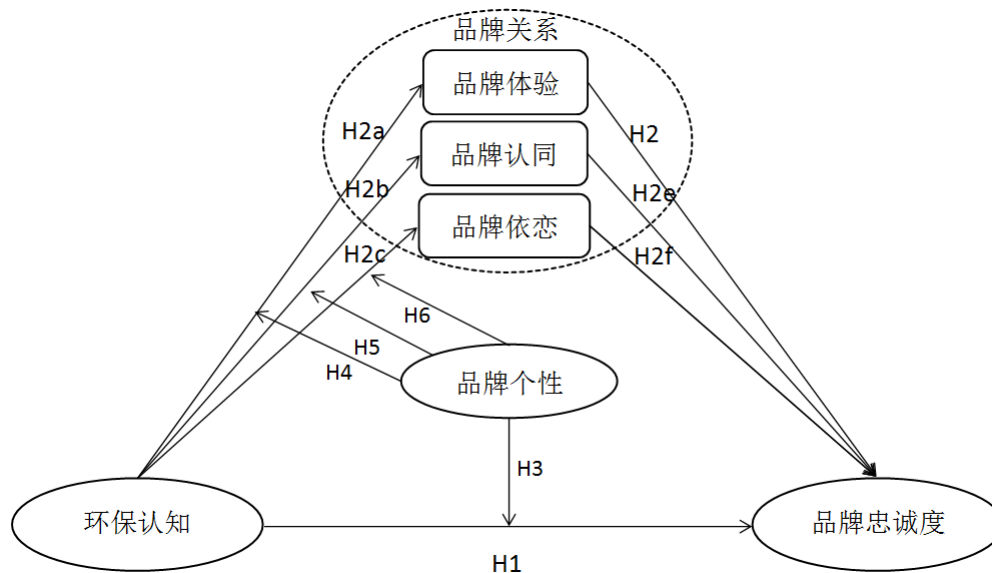 品牌关系
品牌体验
H2a
H2
品牌认同
H2b
H2e
品牌依恋
H2c
H2f
H6
H5
H4
品牌个性
H3
环保认知
品牌忠诚度
H1